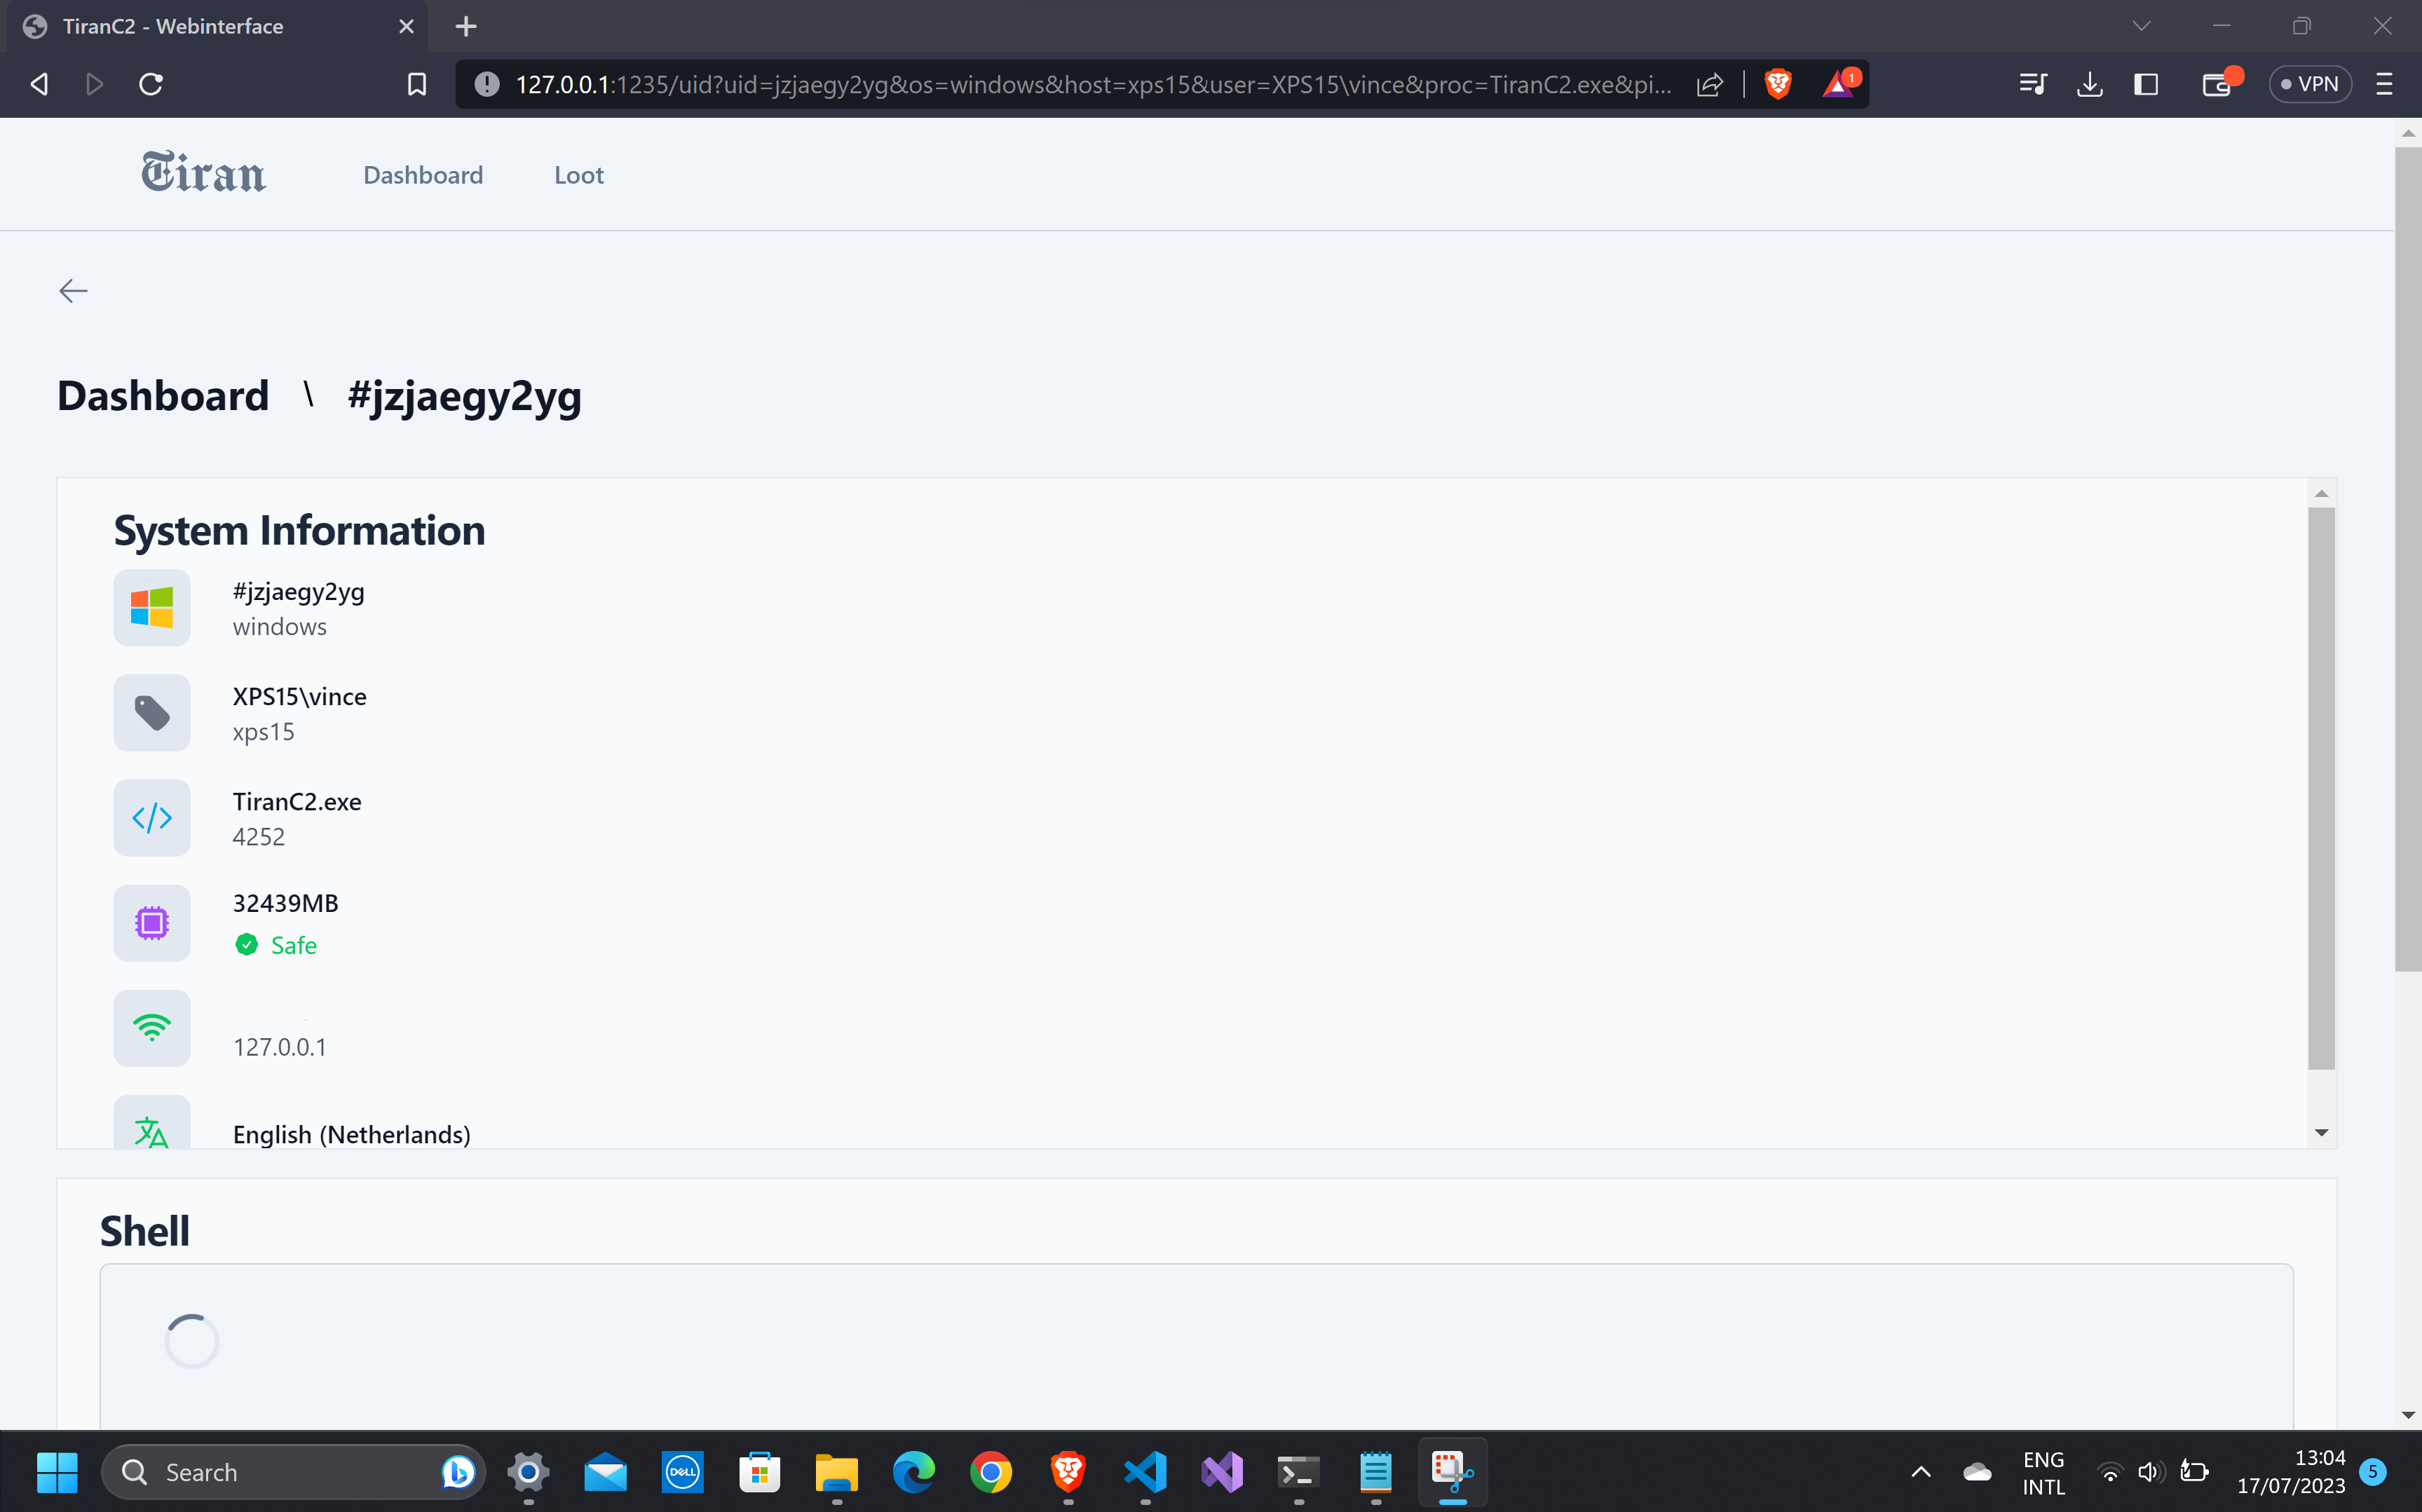 TiranC2 - Webinterface
127.0.0.1:1235/uid?uid=jzjaegy2yg&os=windows&host=xps15&user=XPS15\vince&proc=TiranC2.exe&pi...
1
VPN
Tiran
Dashboard
Loot
Dashboard \ #jzjaegy2yg
System Information
#jzjaegy2yg
windows
XPS15\vince
xps15
TiranC2.exe
4252
32439MB
Safe
127.0.0.1
English (Netherlands)
Shell
Search
DELL
ENG
INTL
13:04
17/07/2023
5